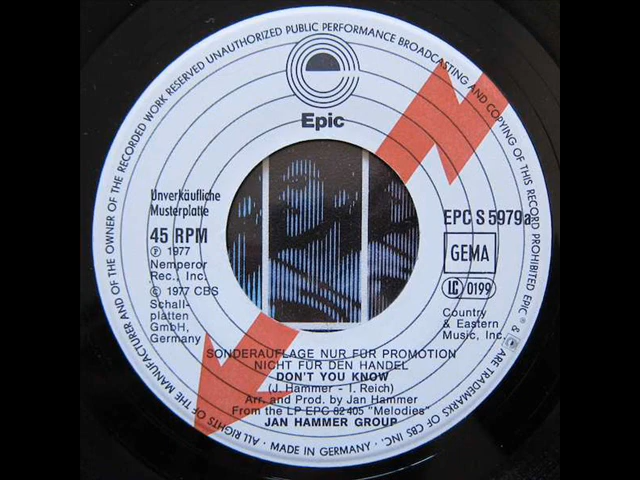 ALL RIGHTS OF THE MANUFACTURER AND OF THE OWNER OF THE RECORDED WORK RESERVED UNAUTHORIZED PUBLIC PERFORMANCE BROADCASTING AND COPYING OF THIS RECORD PROHIBITED EPIC ® & ARE TRADEMARKS OF CBS INC. • MADE IN GERMANY •
Epic
Unverkäufliche
Musterplatte
45 RPM
Ⓟ 1977
Nemperor
Rec., Inc.
© 1977 CBS
Schall-
platten
GmbH,
Germany
EPC S 5979a
GEMA
LC 0199
Country
& Eastern
Music, Inc.
SONDERAUFLAGE NUR FÜR PROMOTION
NICHT FÜR DEN HANDEL
DON'T YOU KNOW
(J. Hammer - I. Reich)
Arr. and Prod. by Jan Hammer
From the LP EPC 82 405 "Melodies"
JAN HAMMER GROUP